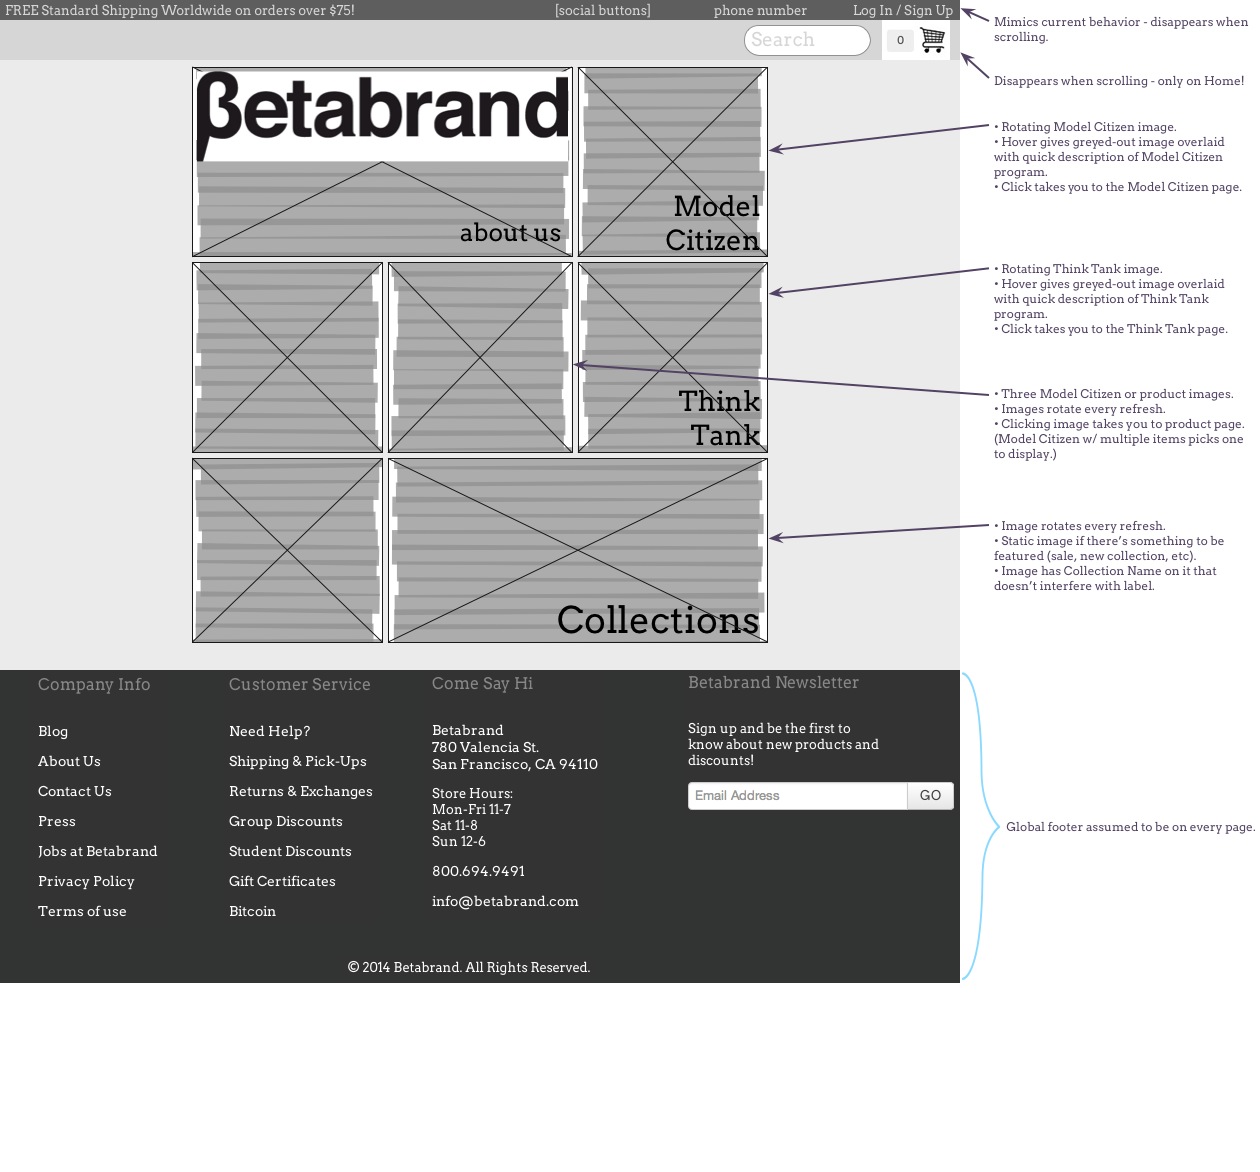 FREE Standard Shipping Worldwide on orders over $75!
[social buttons]
phone number
Log In / Sign Up
Search
0
βetabrand
about us
Model
Citizen
Think
Tank
Collections
Mimics current behavior - disappears when
scrolling.
Disappears when scrolling - only on Home!
• Rotating Model Citizen image.
• Hover gives greyed-out image overlaid
with quick description of Model Citizen
program.
• Click takes you to the Model Citizen page.
• Rotating Think Tank image.
• Hover gives greyed-out image overlaid
with quick description of Think Tank
program.
• Click takes you to the Think Tank page.
• Three Model Citizen or product images.
• Images rotate every refresh.
• Clicking image takes you to product page.
(Model Citizen w/ multiple items picks one
to display.)
• Image rotates every refresh.
• Static image if there's something to be
featured (sale, new collection, etc).
• Image has Collection Name on it that
doesn't interfere with label.
Company Info
Blog
About Us
Contact Us
Press
Jobs at Betabrand
Privacy Policy
Terms of use
Customer Service
Need Help?
Shipping & Pick-Ups
Returns & Exchanges
Group Discounts
Student Discounts
Gift Certificates
Bitcoin
Come Say Hi
Betabrand
780 Valencia St.
San Francisco, CA 94110
Store Hours:
Mon-Fri 11-7
Sat 11-8
Sun 12-6
800.694.9491
info@betabrand.com
Betabrand Newsletter
Sign up and be the first to
know about new products and
discounts!
Email Address
GO
© 2014 Betabrand. All Rights Reserved.
Global footer assumed to be on every page.